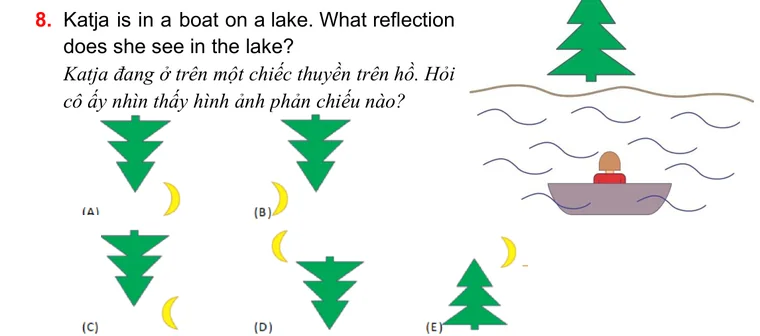 8. Katja is in a boat on a lake. What reflection
does she see in the lake?
Katja đang ở trên một chiếc thuyền trên hồ. Hỏi
cô ấy nhìn thấy hình ảnh phản chiếu nào?
(A) (B)
(C) (D) (E)